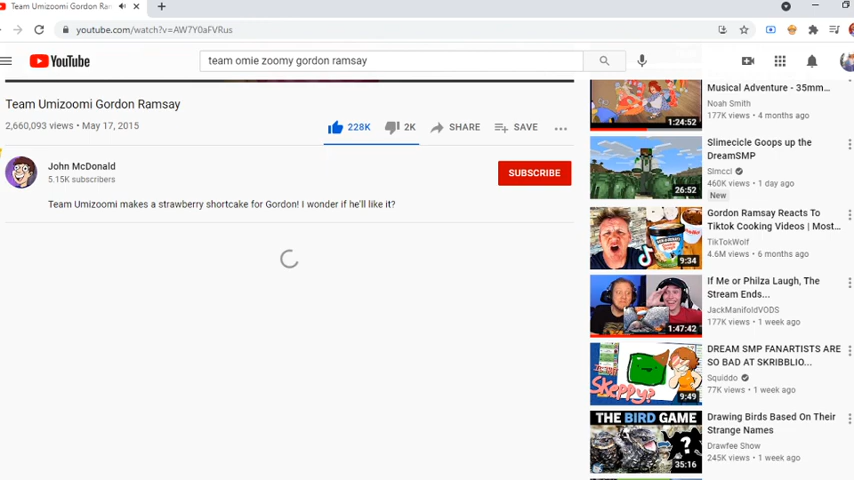 Team Umizoomi Gordon Ra
youtube.com/watch?v=AW7Y0aFVRus
YouTube
team omie zoomy gordon ramsay
Team Umizoomi Gordon Ramsay
2,660,093 views • May 17, 2015
228K
2K
SHARE
SAVE
John McDonald
5.15K subscribers
SUBSCRIBE
Team Umizoomi makes a strawberry shortcake for Gordon! I wonder if he'll like it?
Musical Adventure - 35mm...
Noah Smith
177K views • 4 months ago
1:24:52
Slimecicle Goops up the
DreamSMP
Slmccl
460K views • 1 day ago
New
26:52
Gordon Ramsay Reacts To
Tiktok Cooking Videos | Most...
TikTokWolf
4.6M views • 6 months ago
9:34
If Me or Philza Laugh, The
Stream Ends...
JackManifoldVODS
177K views • 1 week ago
1:47:42
DREAM SMP FANARTISTS ARE
SO BAD AT SKRIBBLIO...
Squiddo
77K views • 1 week ago
SKEPPY?
9:49
Drawing Birds Based On Their
Strange Names
Drawfee Show
245K views • 1 week ago
THE BIRD GAME
?
35:16